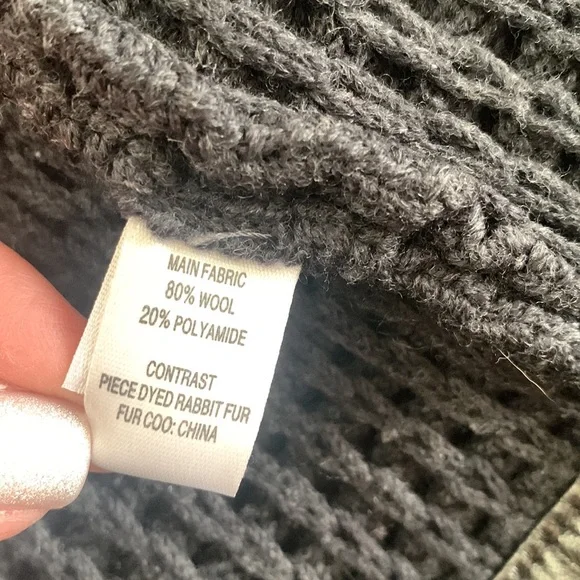 MAIN FABRIC
80% WOOL
20% POLYAMIDE
CONTRAST
PIECE DYED RABBIT FUR
FUR COO: CHINA